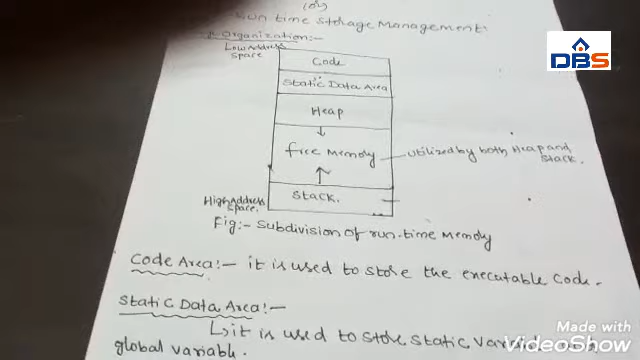 (or)
Run time Storage Management:
Organization:-
Low Address
Space
Code
Static Data Area
Heap
free Memory
utilized by both Heap and
Stack.
High Address
Space.
Stack.
Fig:- Subdivision of run-time Memory
Code Area:- it is used to store the executable code.
Static Data Area:-
it is used to store static variables and
global variable.
DBS
Made with
VideoShow